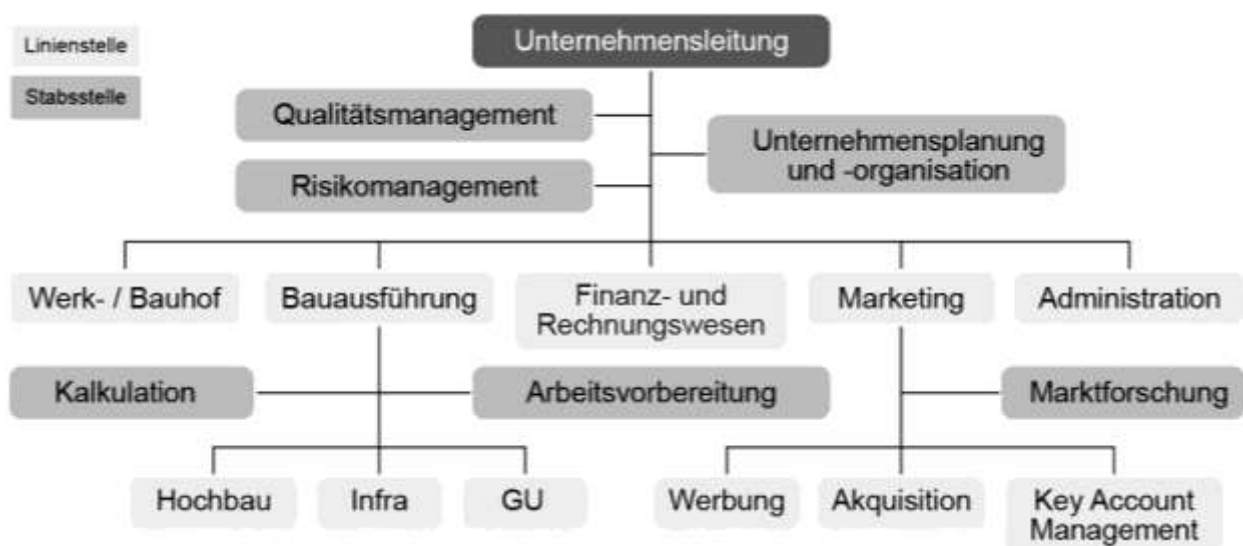 Linienstelle
Stabsstelle
Unternehmensleitung
Qualitätsmanagement
Unternehmensplanung
und -organisation
Risikomanagement
Werk- / Bauhof
Bauausführung
Finanz- und
Rechnungswesen
Marketing
Administration
Kalkulation
Arbeitsvorbereitung
Marktforschung
Hochbau
Infra
GU
Werbung
Akquisition
Key Account
Management